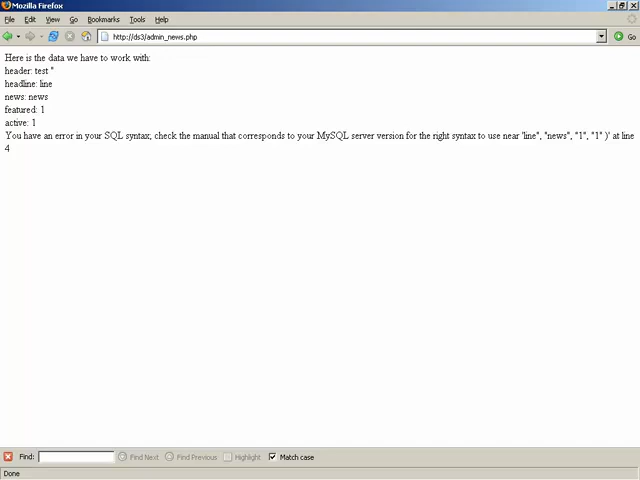 Mozilla Firefox
File Edit View Go Bookmarks Tools Help
http://ds3/admin_news.php Go
Here is the data we have to work with:
header: test "
headline: line
news: news
featured: 1
active: 1
You have an error in your SQL syntax; check the manual that corresponds to your MySQL server version for the right syntax to use near 'line", "news", "1", "1" )' at line
4
Find: Find Next Find Previous Highlight Match case
Done